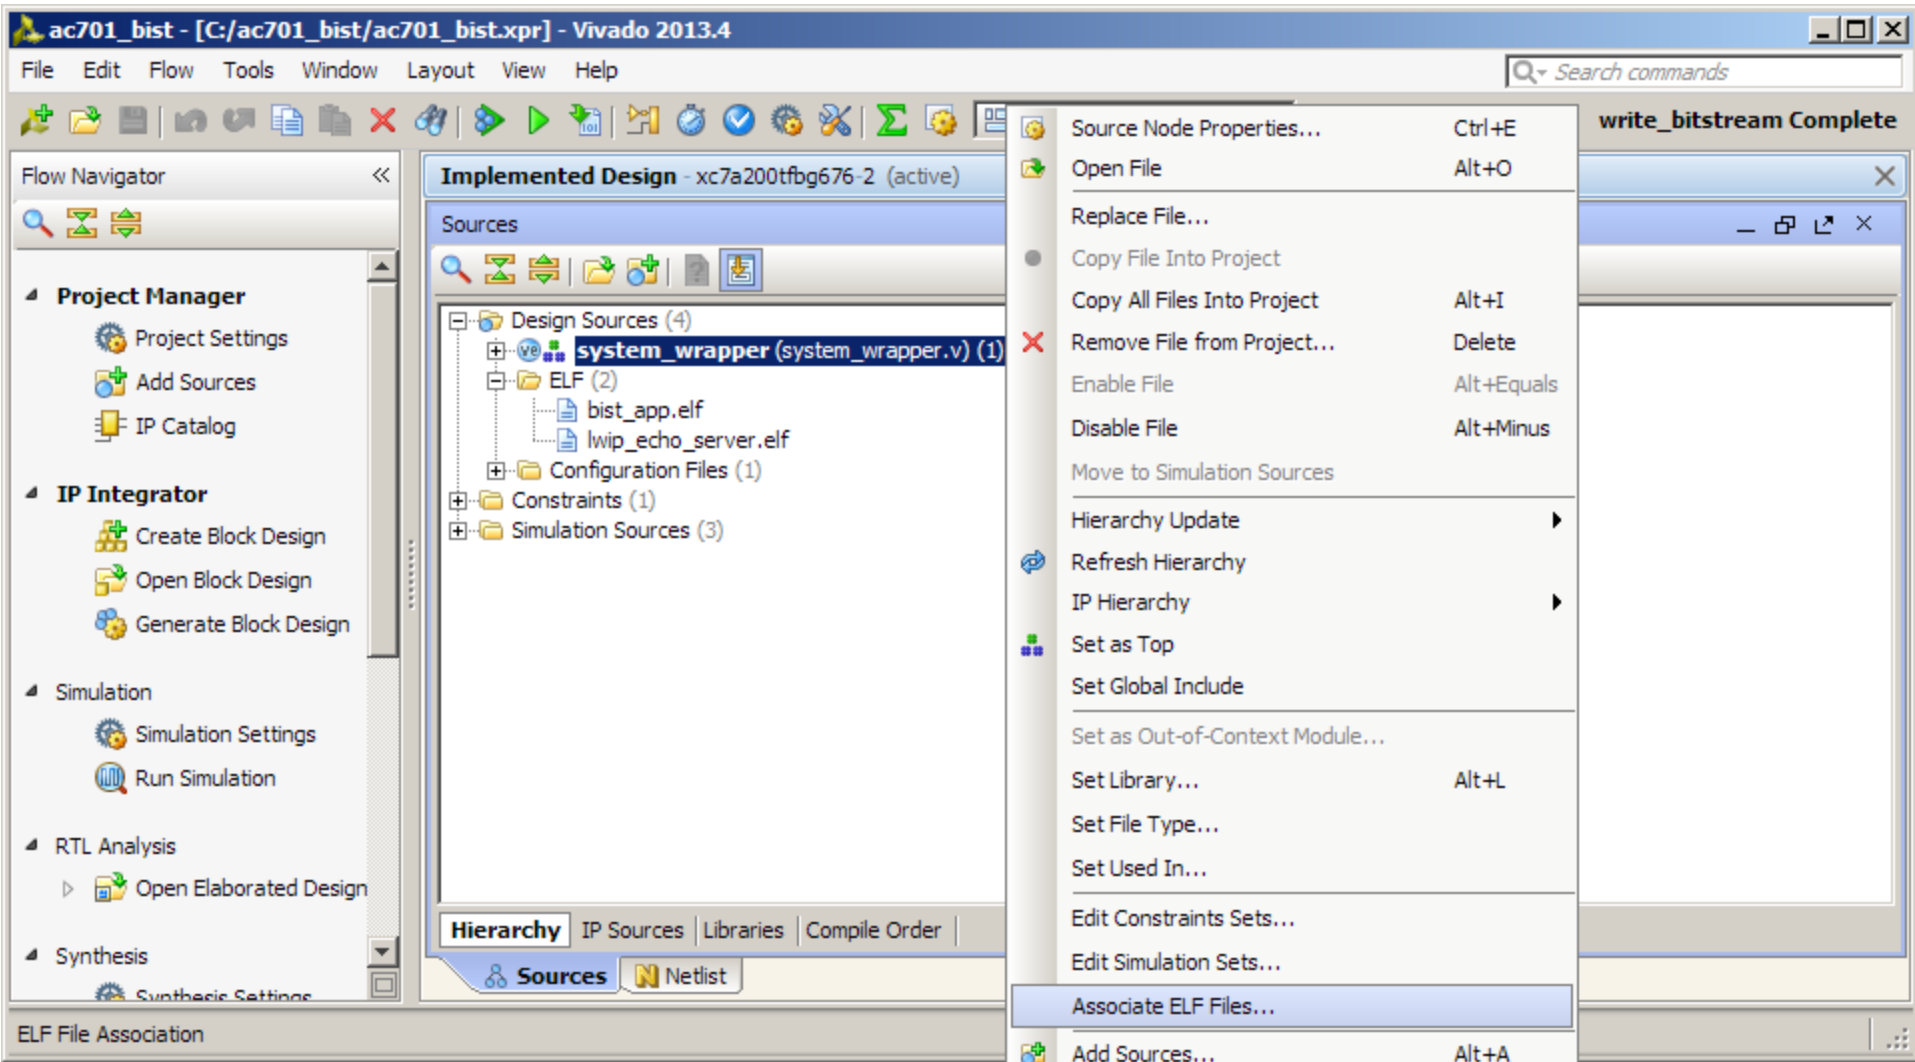 ac701_bist - [C:/ac701_bist/ac701_bist.xpr] - Vivado 2013.4
File Edit Flow Tools Window Layout View Help
Search commands
write_bitstream Complete
Flow Navigator
Project Manager
Project Settings
Add Sources
IP Catalog
IP Integrator
Create Block Design
Open Block Design
Generate Block Design
Simulation
Simulation Settings
Run Simulation
RTL Analysis
Open Elaborated Design
Synthesis
Synthesis Settings
Implemented Design - xc7a200tfbg676-2 (active)
Sources
Design Sources (4)
system_wrapper (system_wrapper.v) (1)
ELF (2)
bist_app.elf
lwip_echo_server.elf
Configuration Files (1)
Constraints (1)
Simulation Sources (3)
Hierarchy IP Sources Libraries Compile Order
Sources Netlist
Source Node Properties... Ctrl+E
Open File Alt+O
Replace File...
Copy File Into Project
Copy All Files Into Project Alt+I
Remove File from Project... Delete
Enable File Alt+Equals
Disable File Alt+Minus
Move to Simulation Sources
Hierarchy Update
Refresh Hierarchy
IP Hierarchy
Set as Top
Set Global Include
Set as Out-of-Context Module...
Set Library... Alt+L
Set File Type...
Set Used In...
Edit Constraints Sets...
Edit Simulation Sets...
Associate ELF Files...
Add Sources... Alt+A
ELF File Association